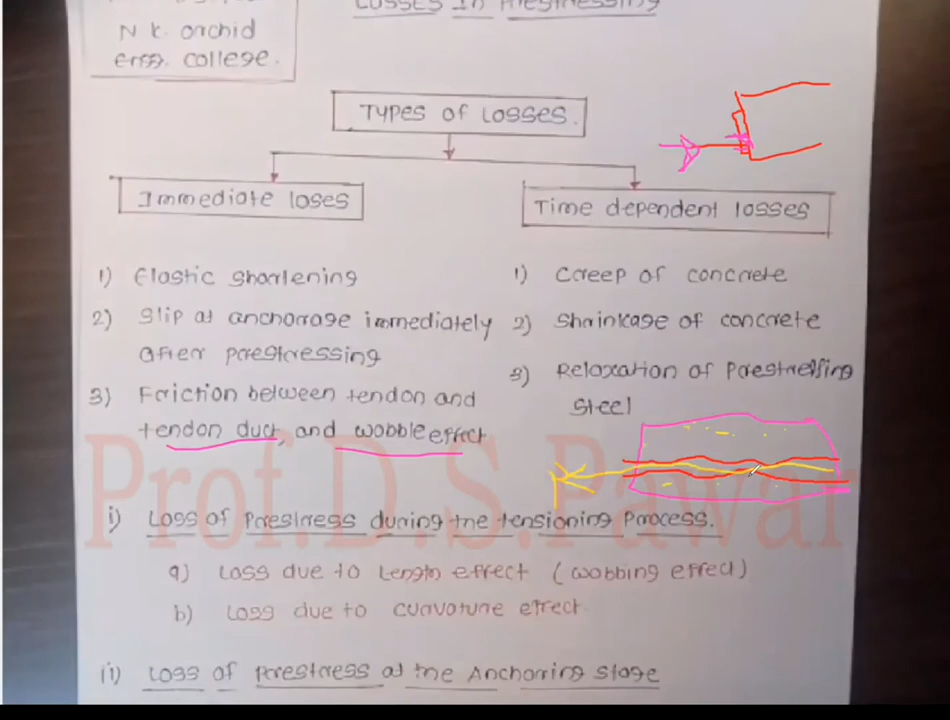 LOSSES IN Prestressing
N K. orchid
engg. college.
Types of Losses.
Immediate loses
Time dependent losses
1) Elastic shortening
2) Slip at anchorage immediately
after prestressing
3) Friction between tendon and
tendon duct, and wobble effect
1) Creep of concrete
2) Shrinkage of concrete
3) Reloxation of Prestressing
Steel
i) Loss of Prestress during the tensioning Process.
a) Loss due to Length effect (wobbing effect)
b) Loss due to curvature effect
ii) Loss of Prestress at the Anchoring Stage
Prof.D.S.Pawar